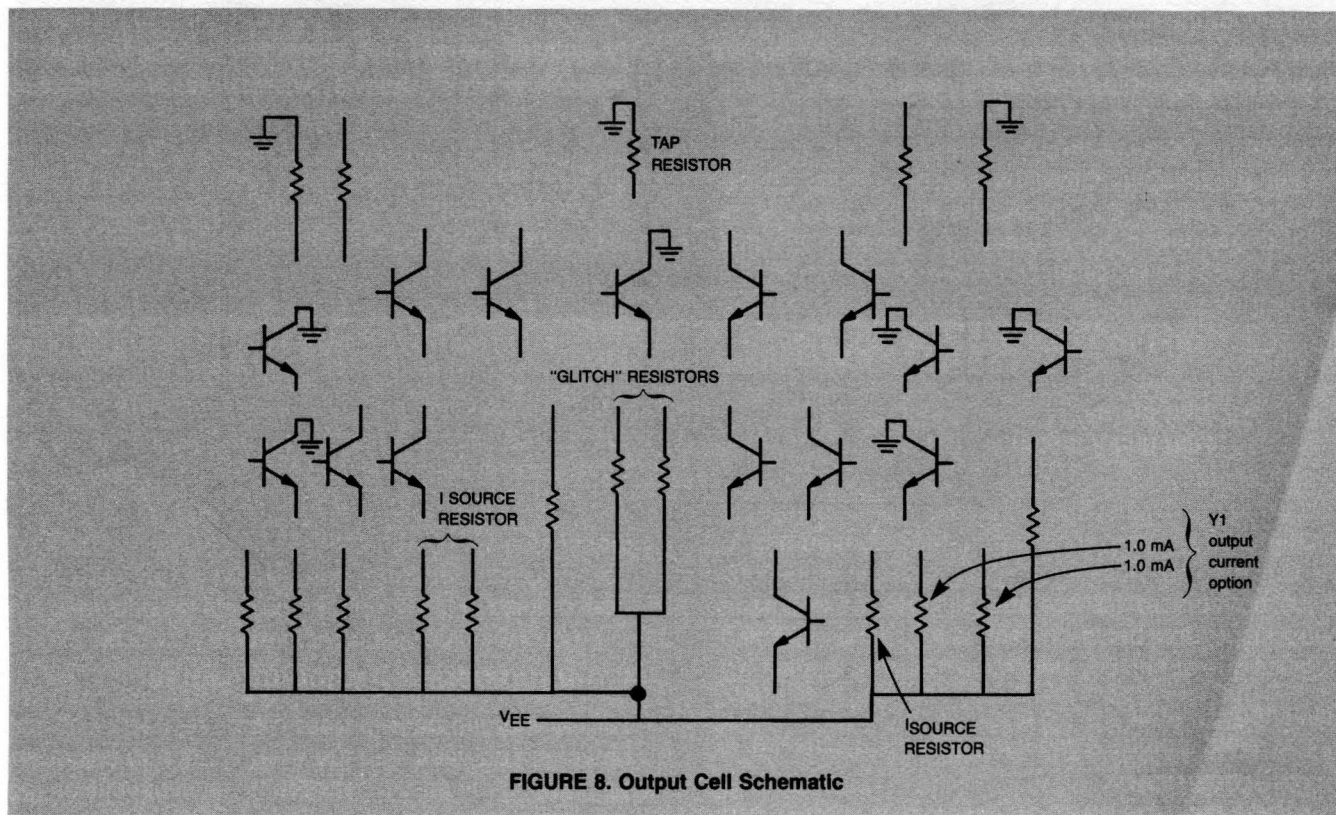 TAP
RESISTOR
"GLITCH" RESISTORS
I SOURCE
RESISTOR
1.0 mA
1.0 mA
Y1
output
current
option
VEE
ISOURCE
RESISTOR
FIGURE 8. Output Cell Schematic